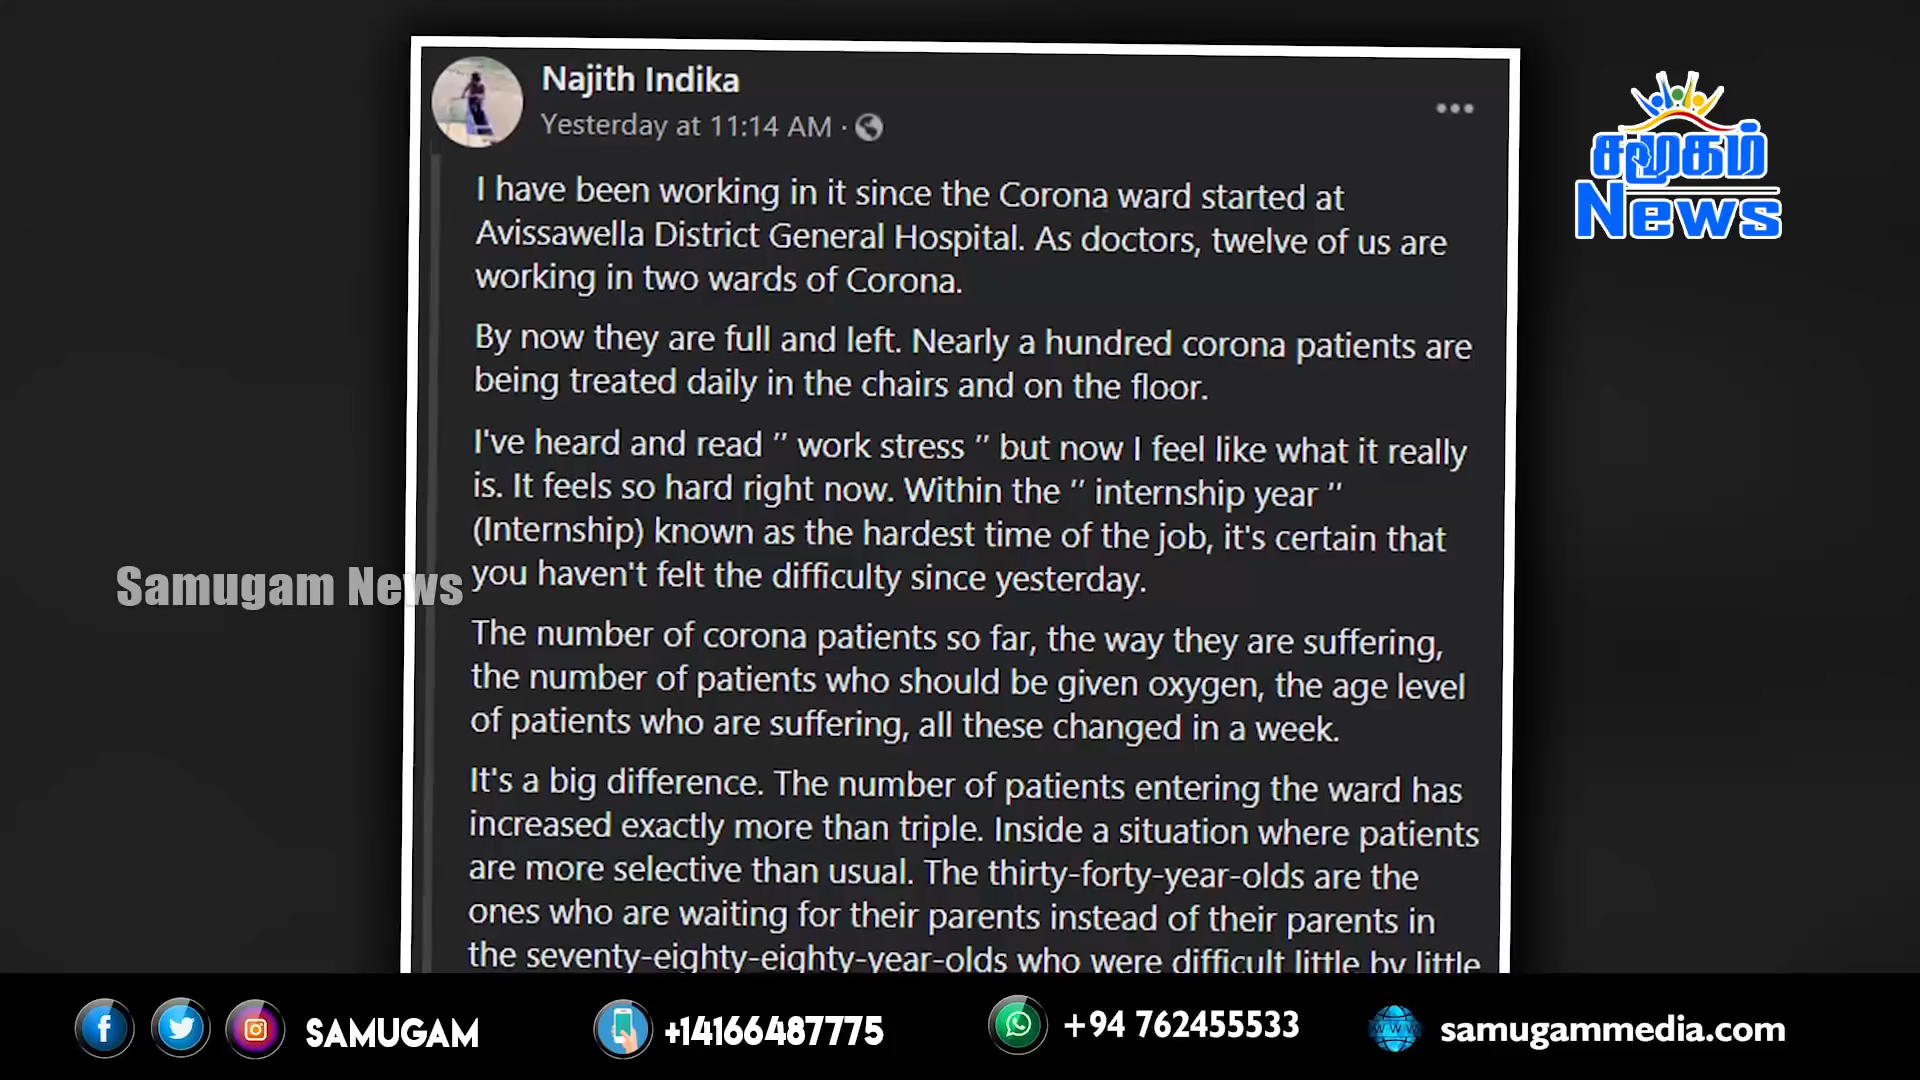 Najith Indika
Yesterday at 11:14 AM ·
I have been working in it since the Corona ward started at
Avissawella District General Hospital. As doctors, twelve of us are
working in two wards of Corona.
By now they are full and left. Nearly a hundred corona patients are
being treated daily in the chairs and on the floor.
I've heard and read " work stress " but now I feel like what it really
is. It feels so hard right now. Within the " internship year "
(Internship) known as the hardest time of the job, it's certain that
you haven't felt the difficulty since yesterday.
The number of corona patients so far, the way they are suffering,
the number of patients who should be given oxygen, the age level
of patients who are suffering, all these changed in a week.
It's a big difference. The number of patients entering the ward has
increased exactly more than triple. Inside a situation where patients
are more selective than usual. The thirty-forty-year-olds are the
ones who are waiting for their parents instead of their parents in
the seventy-eighty-eighty-year-olds who were difficult little by little
சமூகம்
News
Samugam News
SAMUGAM
+14166487775
+94 762455533
www
samugammedia.com